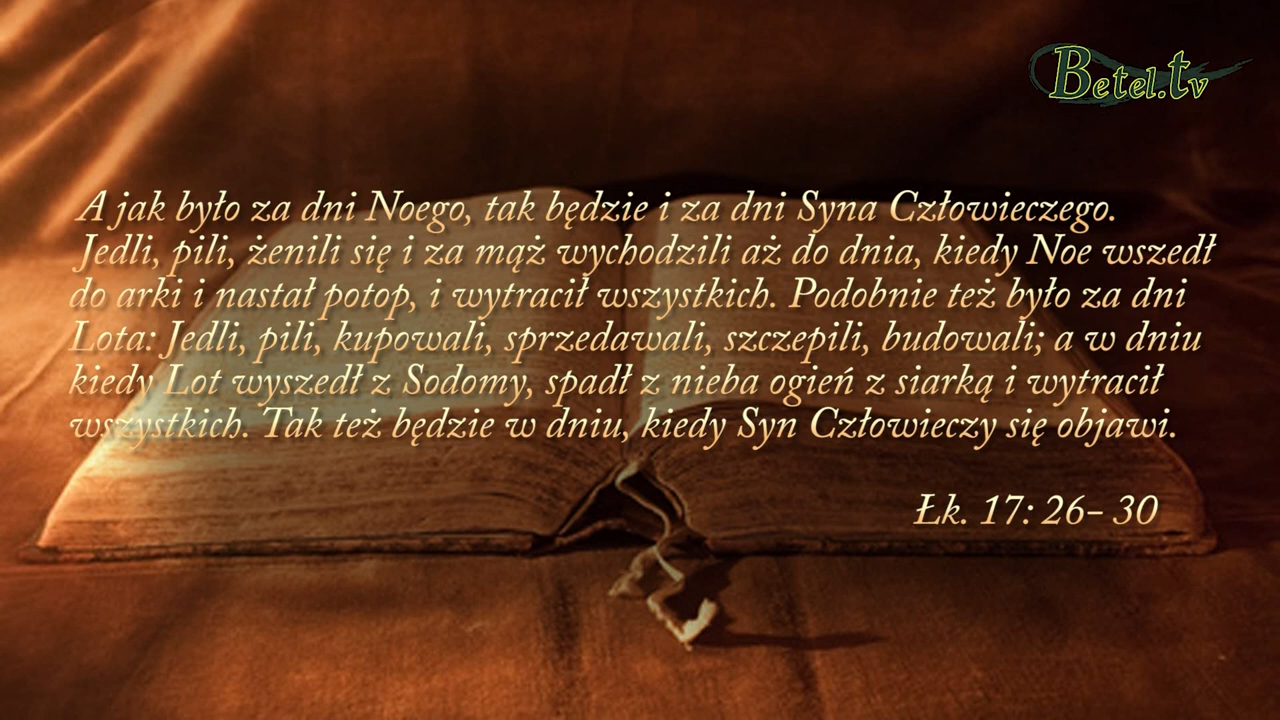 Betel.tv
A jak było za dni Noego, tak będzie i za dni Syna Człowieczego.
Jedli, pili, żenili się i za mąż wychodzili aż do dnia, kiedy Noe wszedł
do arki i nastał potop, i wytracił wszystkich. Podobnie też było za dni
Lota: Jedli, pili, kupowali, sprzedawali, szczepili, budowali; a w dniu
kiedy Lot wyszedł z Sodomy, spadł z nieba ogień z siarką i wytracił
wszystkich. Tak też będzie w dniu, kiedy Syn Człowieczy się objawi.
Łk. 17: 26- 30